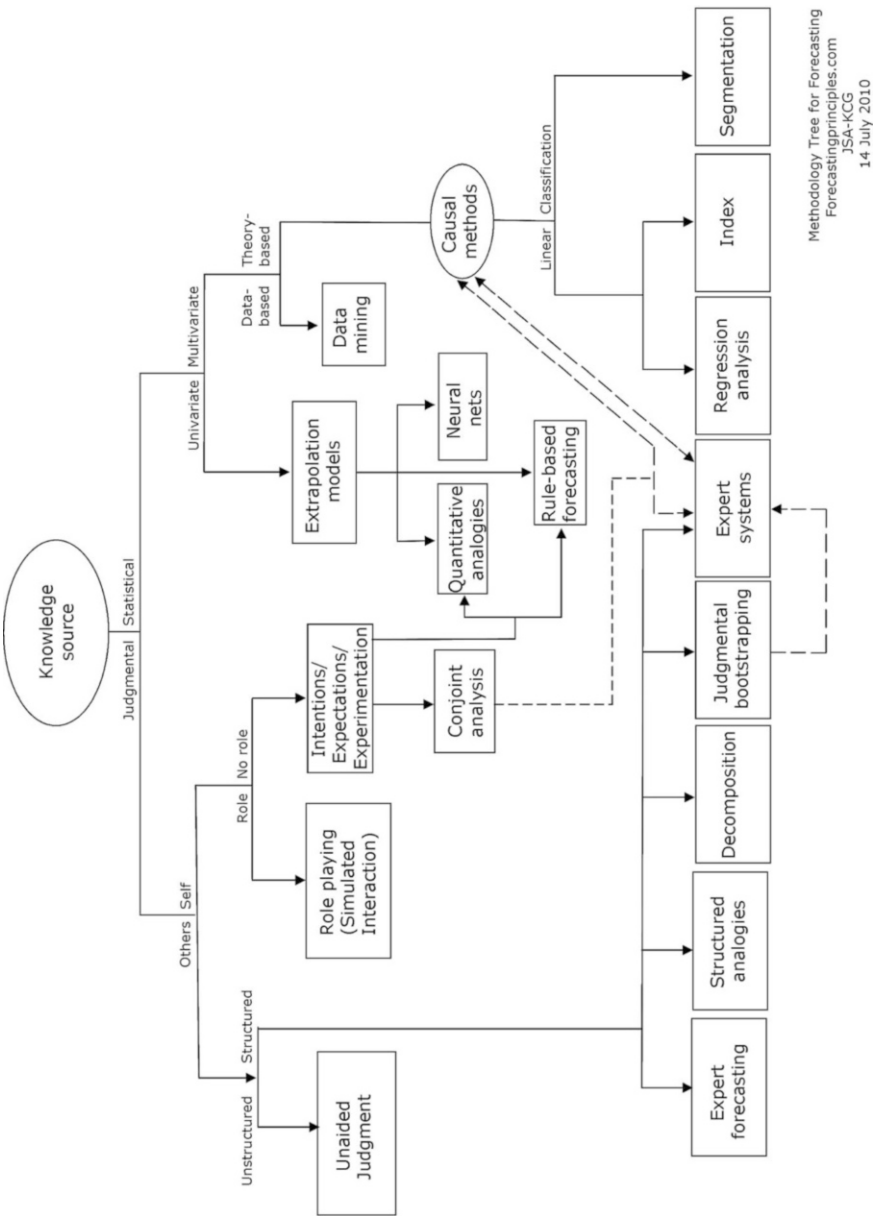 Knowledge
source
Judgmental
Statistical
Others
Self
Univariate
Multivariate
Unstructured
Structured
Role
No role
Data-
based
Theory-
based
Unaided
Judgment
Role playing
(Simulated
Interaction)
Intentions/
Expectations/
Experimentation
Extrapolation
models
Data
mining
Conjoint
analysis
Quantitative
analogies
Neural
nets
Causal
methods
Rule-based
forecasting
Linear
Classification
Expert
forecasting
Structured
analogies
Decomposition
Judgmental
bootstrapping
Expert
systems
Regression
analysis
Index
Segmentation
Methodology Tree for Forecasting
Forecastingprinciples.com
JSA-KCG
14 July 2010